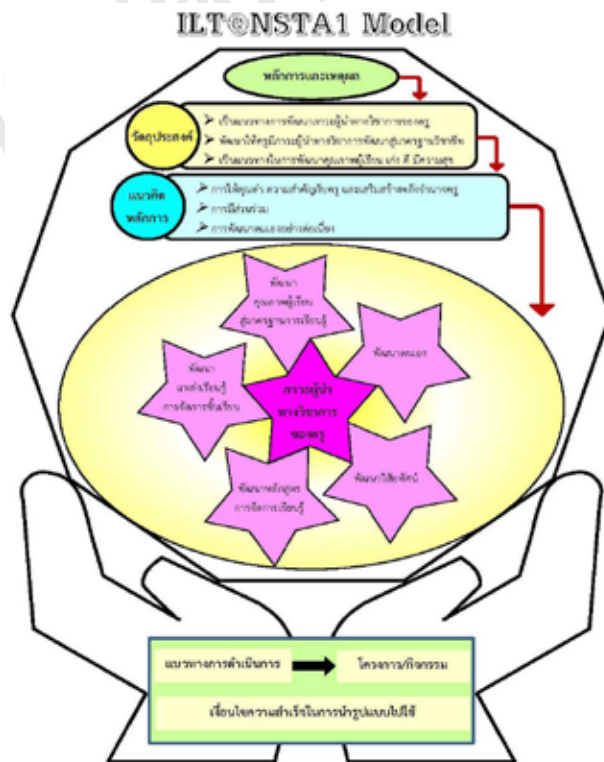 ILT@NSTA1 Model
หลักการและเหตุผล
วัตถุประสงค์
➢ เป็นแนวทางการพัฒนาภาวะผู้นำทางวิชาการของครู
➢ พัฒนาให้ครูมีภาวะผู้นำทางวิชาการพัฒนาสู่มาตรฐานวิชาชีพ
➢ เป็นแนวทางในการพัฒนาคุณภาพผู้เรียน เก่ง ดี มีความสุข
แนวคิด
หลักการ
➢ การให้คุณค่า ความสำคัญกับครู และเสริมสร้างพลังอำนาจครู
➢ การมีส่วนร่วม
➢ การพัฒนาตนเองอย่างต่อเนื่อง
พัฒนา
คุณภาพผู้เรียน
สู่มาตรฐานการเรียนรู้
พัฒนาตนเอง
พัฒนา
แหล่งเรียนรู้
การจัดการชั้นเรียน
ภาวะผู้นำ
ทางวิชาการ
ของครู
พัฒนาหลักสูตร
การจัดการเรียนรู้
พัฒนาวิสัยทัศน์
แนวทางการดำเนินการ
โครงการ/กิจกรรม
เงื่อนไขความสำเร็จในการนำรูปแบบไปใช้